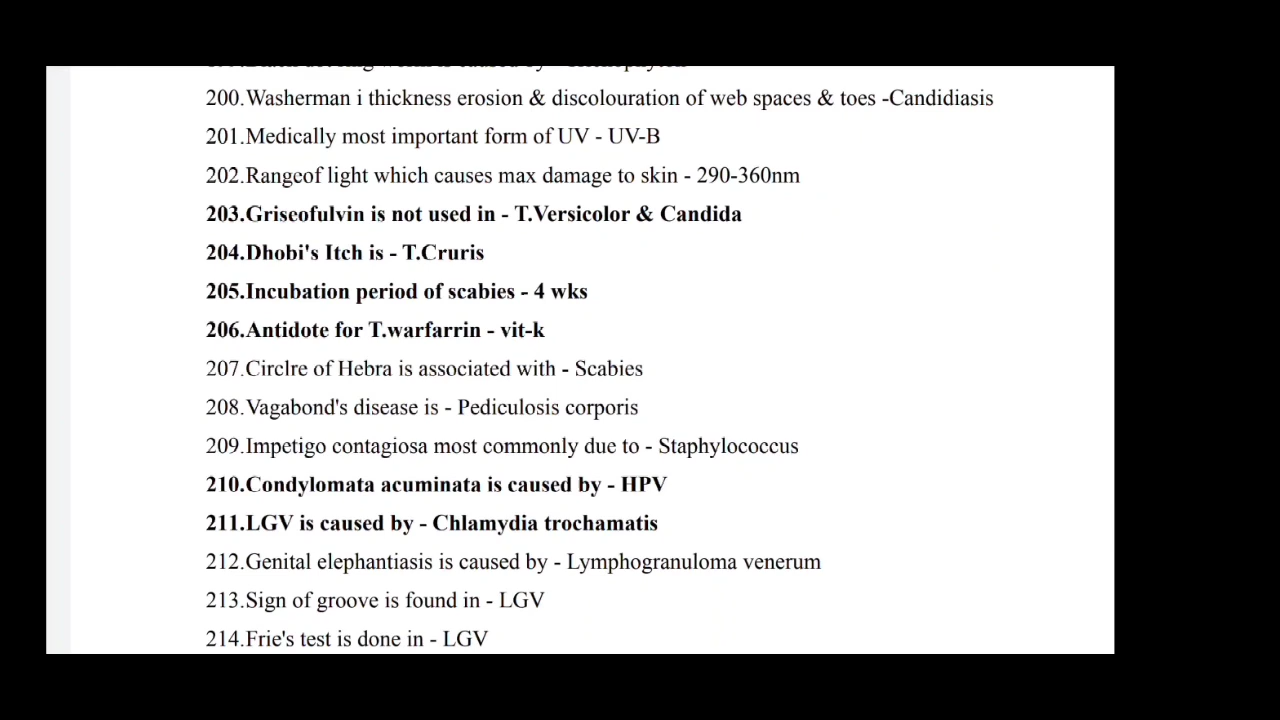 200.Washerman i thickness erosion & discolouration of web spaces & toes -Candidiasis
201.Medically most important form of UV - UV-B
202.Rangeof light which causes max damage to skin - 290-360nm
203.Griseofulvin is not used in - T.Versicolor & Candida
204.Dhobi's Itch is - T.Cruris
205.Incubation period of scabies - 4 wks
206.Antidote for T.warfarrin - vit-k
207.Circlre of Hebra is associated with - Scabies
208.Vagabond's disease is - Pediculosis corporis
209.Impetigo contagiosa most commonly due to - Staphylococcus
210.Condylomata acuminata is caused by - HPV
211.LGV is caused by - Chlamydia trochamatis
212.Genital elephantiasis is caused by - Lymphogranuloma venerum
213.Sign of groove is found in - LGV
214.Frie's test is done in - LGV